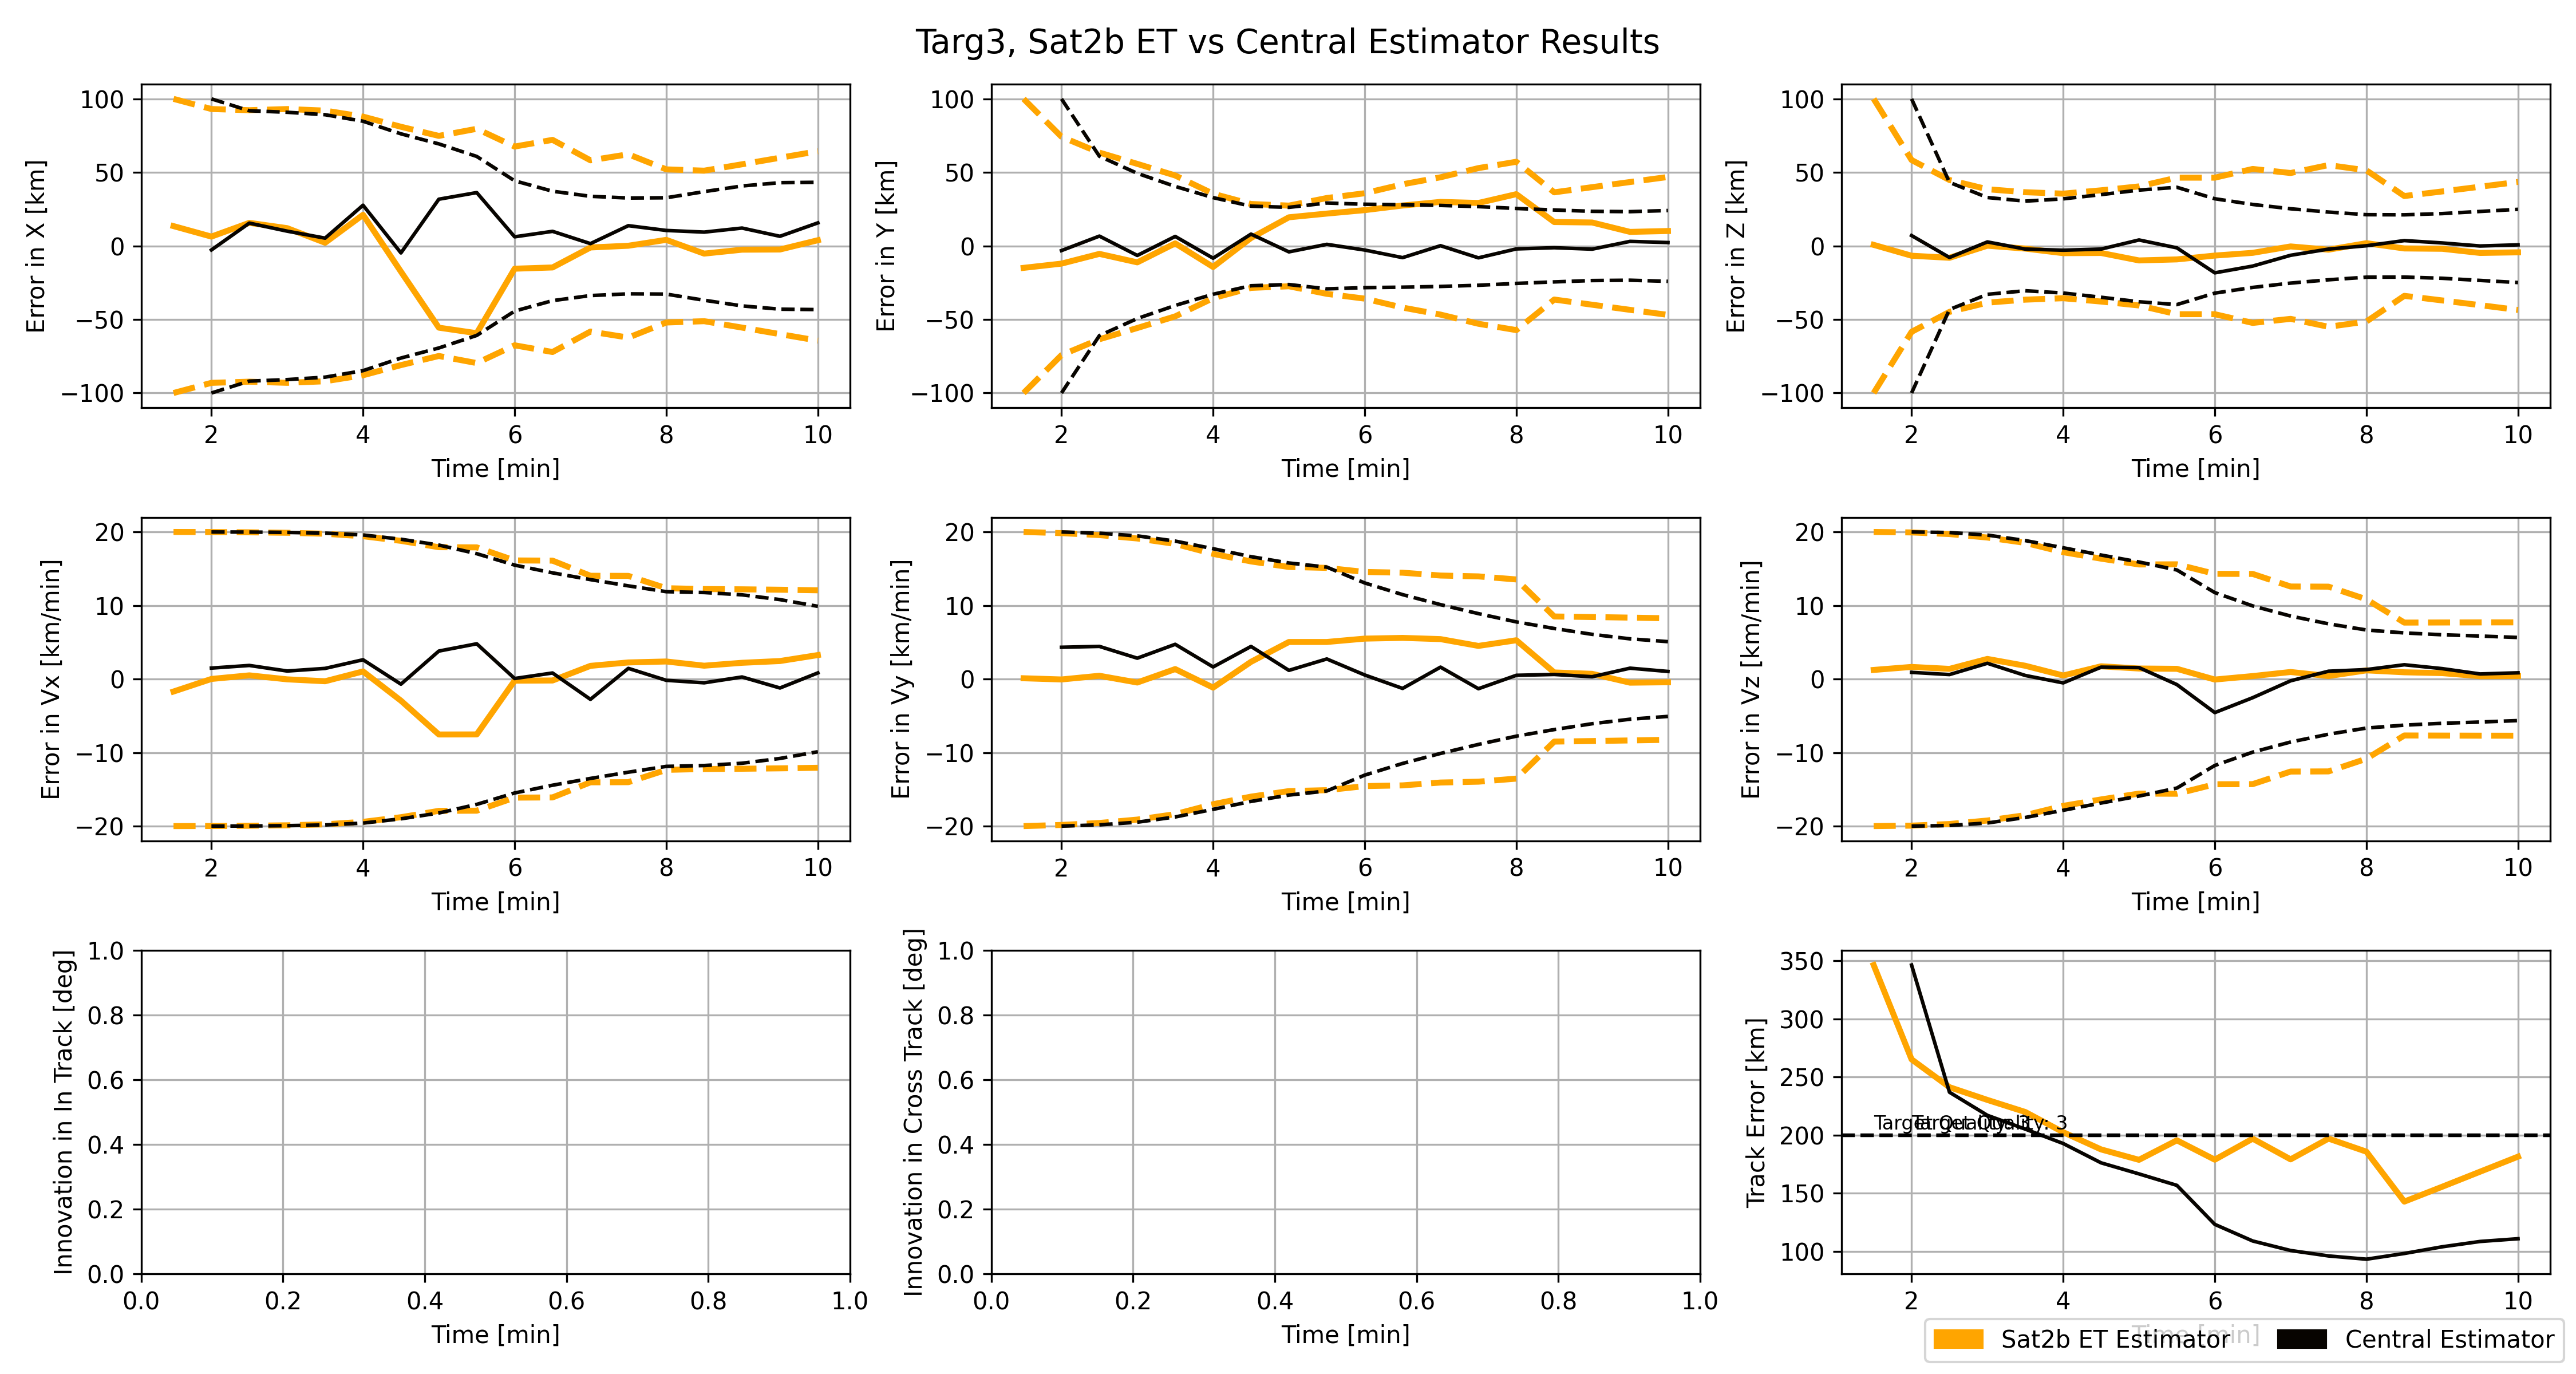 Targ3, Sat2b ET vs Central Estimator Results
Error in X [km]
100
50
0
−50
−100
2 4 6 8 10
Time [min]
Error in Y [km]
100
50
0
−50
−100
2 4 6 8 10
Time [min]
Error in Z [km]
100
50
0
−50
−100
2 4 6 8 10
Time [min]
Error in Vx [km/min]
20
10
0
−10
−20
2 4 6 8 10
Time [min]
Error in Vy [km/min]
20
10
0
−10
−20
2 4 6 8 10
Time [min]
Error in Vz [km/min]
20
10
0
−10
−20
2 4 6 8 10
Time [min]
Innovation in In Track [deg]
1.0
0.8
0.6
0.4
0.2
0.0
0.0 0.2 0.4 0.6 0.8 1.0
Time [min]
Innovation in Cross Track [deg]
1.0
0.8
0.6
0.4
0.2
0.0
0.0 0.2 0.4 0.6 0.8 1.0
Time [min]
Track Error [km]
350
300
250
200
150
100
Target Quality: 3
Target Quality: 3
2 4 6 8 10
Time [min]
Sat2b ET Estimator
Central Estimator